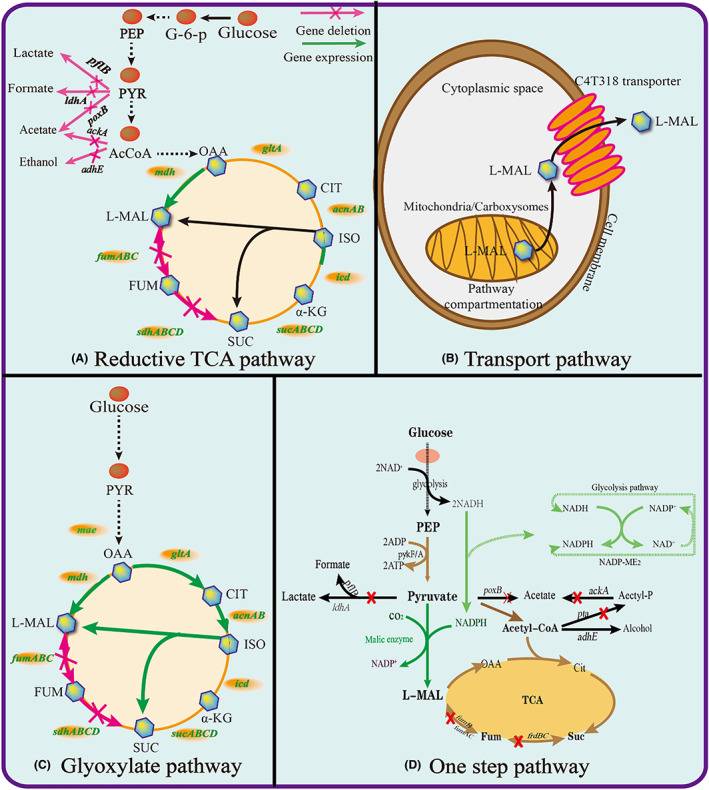 PEP
G-6-p
Glucose
Gene deletion
Gene expression
Lactate
pflB
Formate
ldhA
PYR
poxB
Acetate
ackA
Ethanol
adhE
AcCoA
OAA
gltA
mdh
CIT
L-MAL
acnAB
ISO
fumABC
FUM
icd
α-KG
sdhABCD
SUC
sucABCD
(A) Reductive TCA pathway
Cytoplasmic space
C4T318 transporter
L-MAL
L-MAL
Mitochondria/Carboxysomes
L-MAL
Pathway
compartmentation
Cell membrane
(B) Transport pathway
Glucose
PYR
mae
OAA
gltA
mdh
CIT
L-MAL
acnAB
ISO
fumABC
FUM
icd
α-KG
sdhABCD
SUC
sucABCD
(C) Glyoxylate pathway
Glucose
2NAD+
glycolysis
2NADH
PEP
2ADP
pykF/A
2ATP
Glycolysis pathway
NADH
NADP+
NADPH
NAD+
NADP-ME2
Formate
pflB
Lactate
ldhA
Pyruvate
poxB
Acetate
ackA
Acetyl-P
pta
CO2
NADPH
Acetyl-CoA
adhE
Alcohol
Malic enzyme
NADP+
OAA
Cit
L-MAL
TCA
fumB
fumAC
Fum
frdBC
Suc
(D) One step pathway